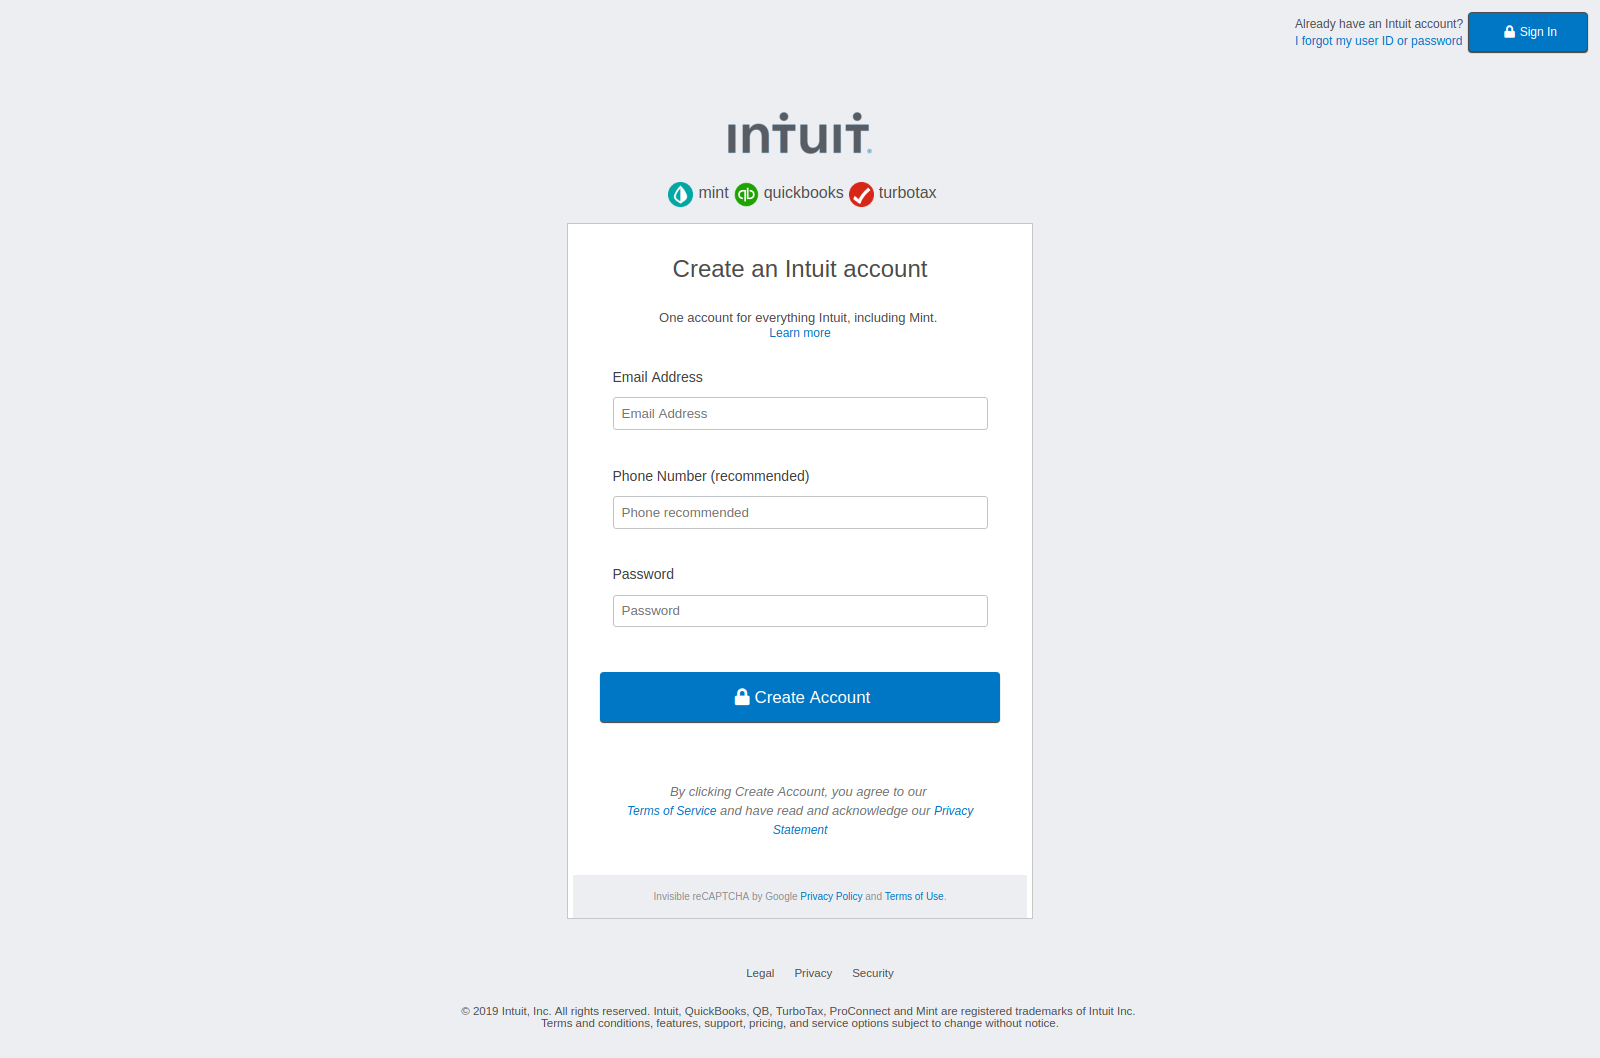 Already have an Intuit account?
I forgot my user ID or password
Sign In
intuit®
mint quickbooks turbotax
Create an Intuit account
One account for everything Intuit, including Mint.
Learn more
Email Address
Email Address
Phone Number (recommended)
Phone recommended
Password
Password
Create Account
By clicking Create Account, you agree to our
Terms of Service and have read and acknowledge our Privacy
Statement
Invisible reCAPTCHA by Google Privacy Policy and Terms of Use.
Legal Privacy Security
© 2019 Intuit, Inc. All rights reserved. Intuit, QuickBooks, QB, TurboTax, ProConnect and Mint are registered trademarks of Intuit Inc.
Terms and conditions, features, support, pricing, and service options subject to change without notice.